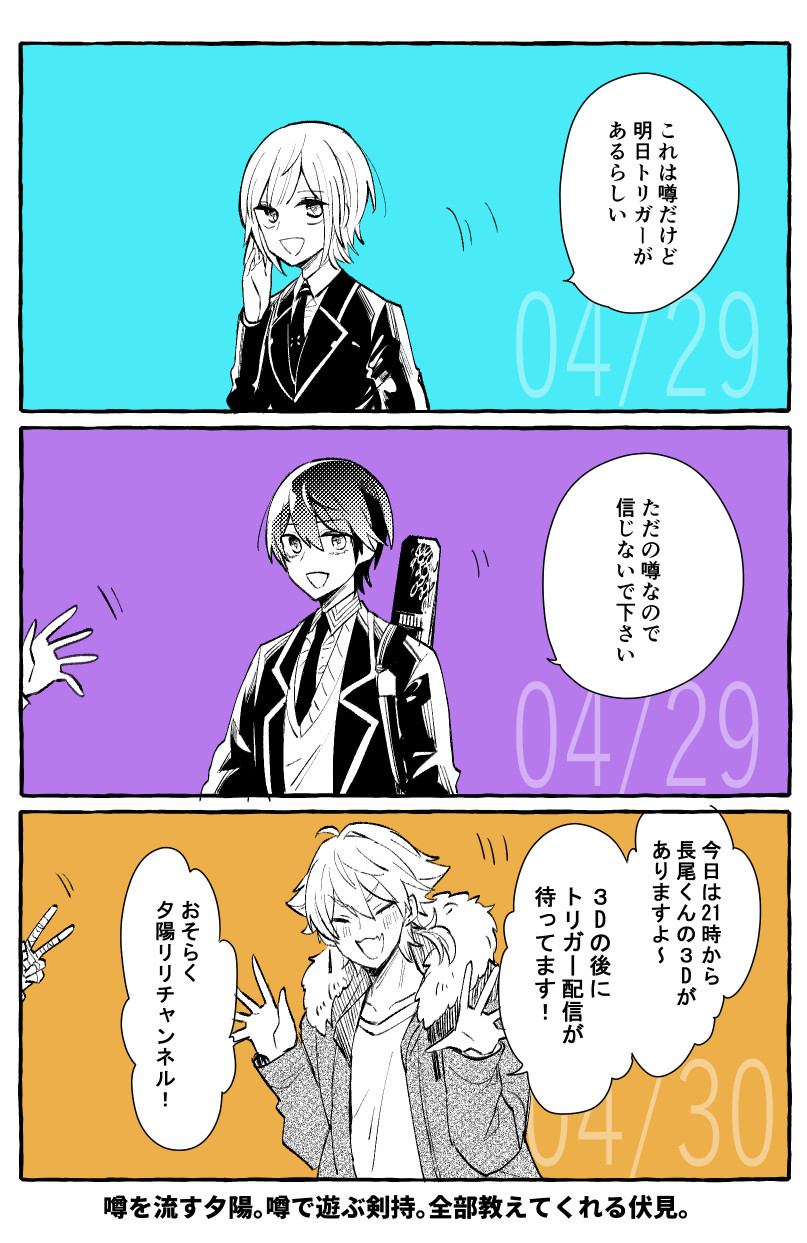 これは噂だけど
明日トリガーが
あるらしい
04/29
ただの噂なので
信じないで下さい
04/29
今日は21時から
長尾くんの3Dが
ありますよ～
3Dの後に
トリガー配信が
待ってます！
おそらく
夕陽リリチャンネル！
04/30
噂を流す夕陽。噂で遊ぶ剣持。全部教えてくれる伏見。